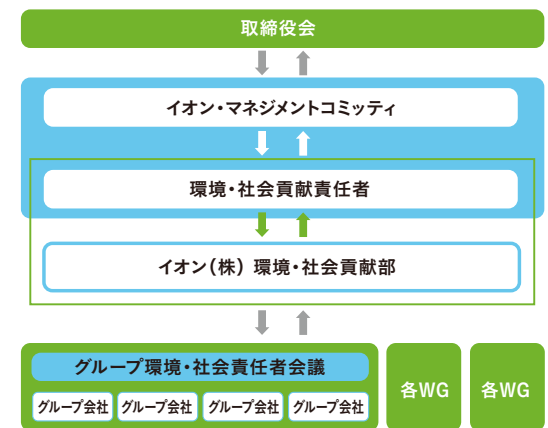 取締役会
イオン・マネジメントコミッティ
環境・社会貢献責任者
イオン(株) 環境・社会貢献部
グループ環境・社会責任者会議
グループ会社 グループ会社 グループ会社 グループ会社
各WG 各WG